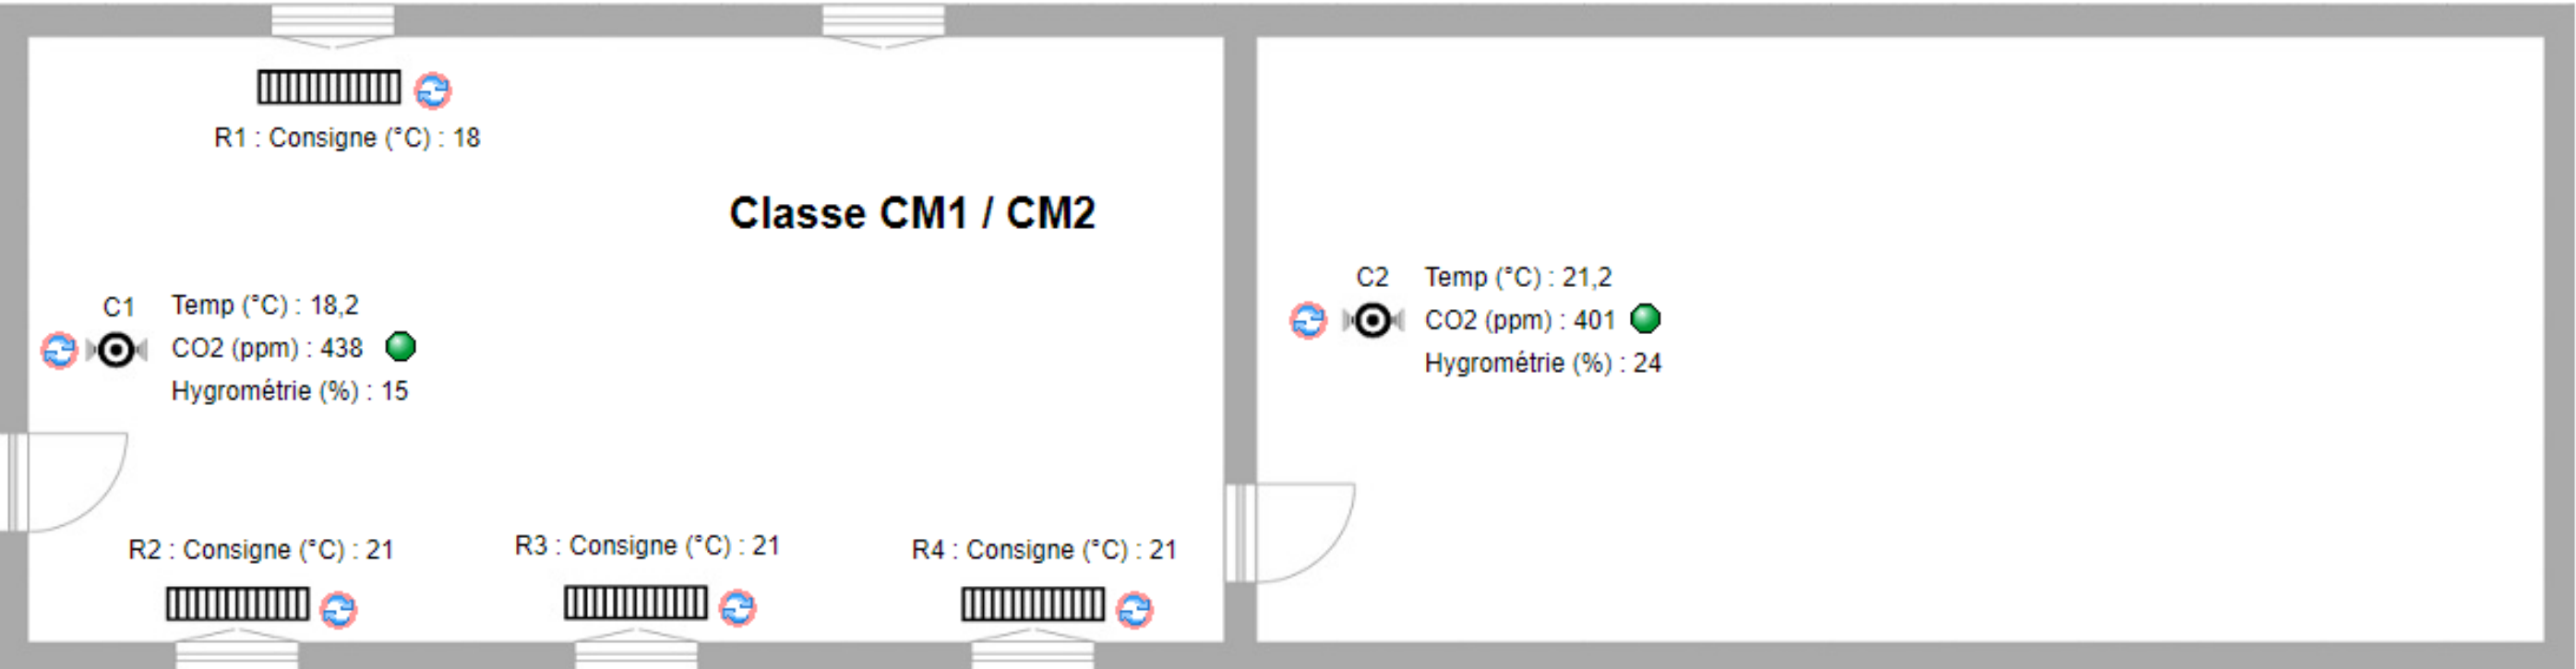 R1 : Consigne (°C) : 18
Classe CM1 / CM2
C1
Temp (°C) : 18,2
CO2 (ppm) : 438
Hygrométrie (%) : 15
C2
Temp (°C) : 21,2
CO2 (ppm) : 401
Hygrométrie (%) : 24
R2 : Consigne (°C) : 21
R3 : Consigne (°C) : 21
R4 : Consigne (°C) : 21